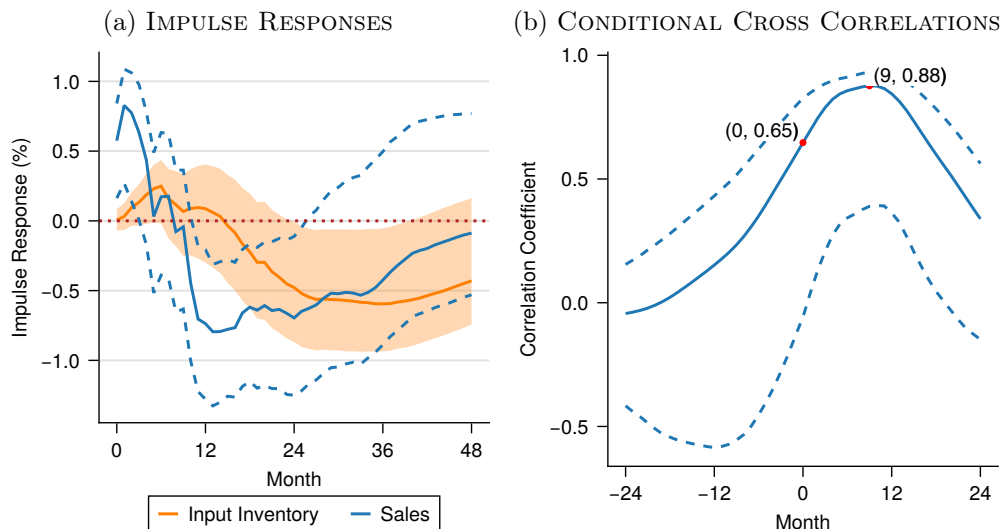 (a) Impulse Responses
1.0
0.5
0.0
−0.5
−1.0
Impulse Response (%)
0 12 24 36 48
Month
Input Inventory Sales
(b) Conditional Cross Correlations
1.0
0.5
0.0
−0.5
Correlation Coefficient
(9, 0.88)
(0, 0.65)
−24 −12 0 12 24
Month